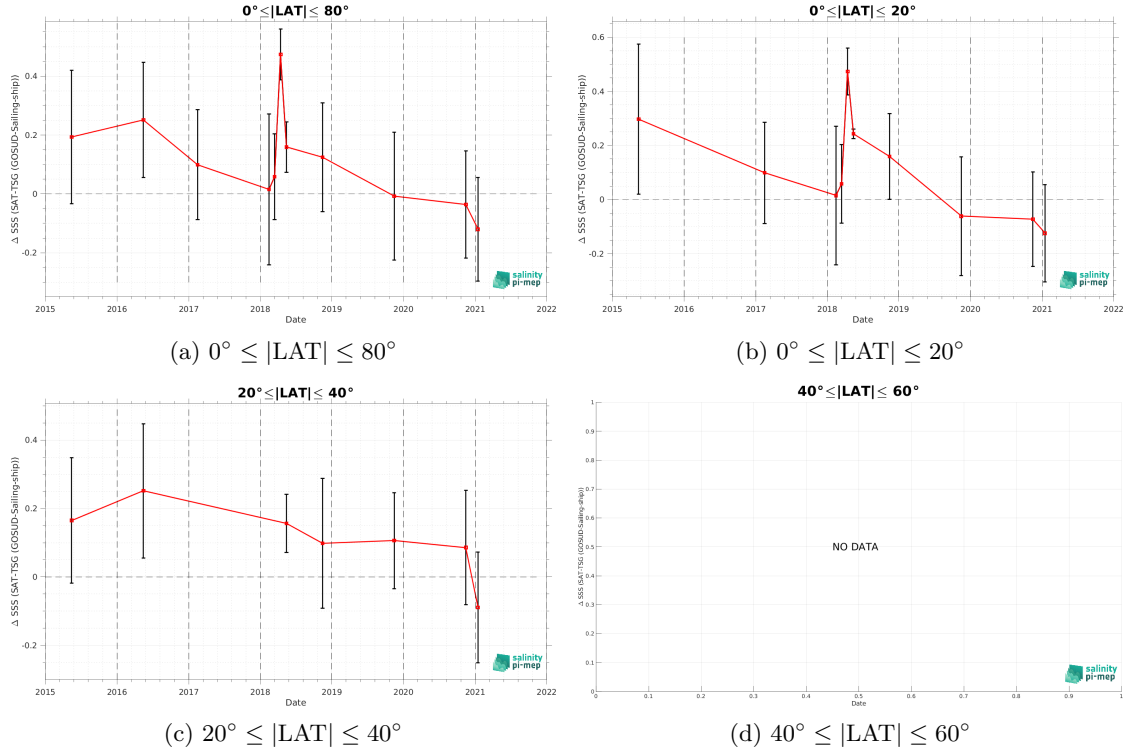 0°≤|LAT|≤ 80°
Δ SSS (SAT-TSG (GOSUD-Sailing-ship))
0.4
0.2
0
-0.2
2015 2016 2017 2018 2019 2020 2021 2022
Date
salinity
pi-mep
(a) 0° ≤ |LAT| ≤ 80°
0°≤|LAT|≤ 20°
Δ SSS (SAT-TSG (GOSUD-Sailing-ship))
0.6
0.4
0.2
0
-0.2
2015 2016 2017 2018 2019 2020 2021 2022
Date
salinity
pi-mep
(b) 0° ≤ |LAT| ≤ 20°
20°≤|LAT|≤ 40°
Δ SSS (SAT-TSG (GOSUD-Sailing-ship))
0.4
0.2
0
-0.2
2015 2016 2017 2018 2019 2020 2021 2022
Date
salinity
pi-mep
(c) 20° ≤ |LAT| ≤ 40°
40°≤|LAT|≤ 60°
Δ SSS (SAT-TSG (GOSUD-Sailing-ship))
1
0.9
0.8
0.7
0.6
0.5
0.4
0.3
0.2
0.1
0
NO DATA
0 0.1 0.2 0.3 0.4 0.5 0.6 0.7 0.8 0.9 1
Date
salinity
pi-mep
(d) 40° ≤ |LAT| ≤ 60°